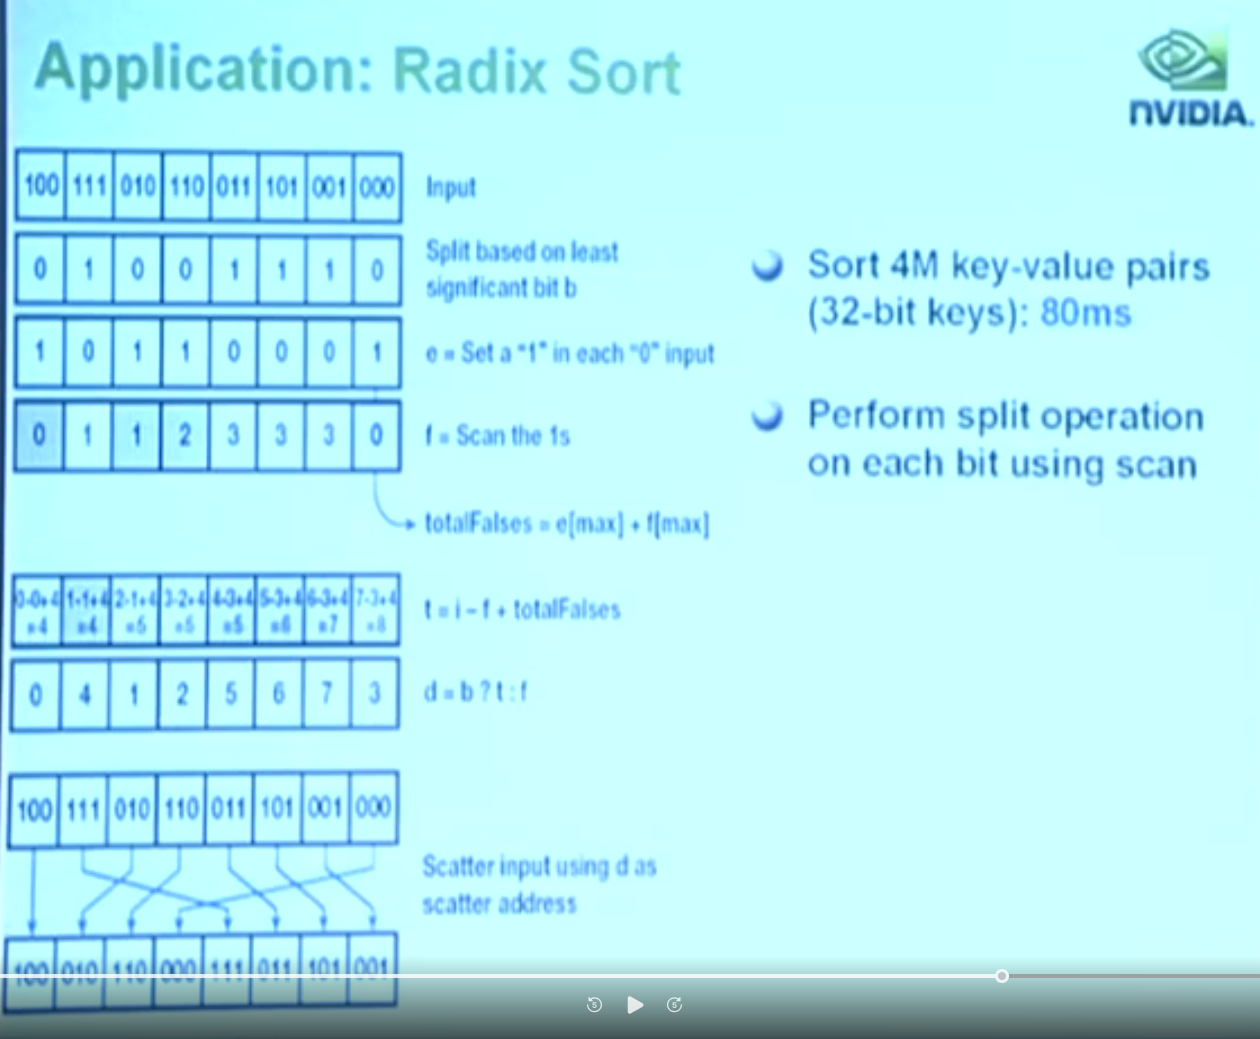 Application: Radix Sort
NVIDIA.
100 111 010 110 011 101 001 000 Input
0 1 0 0 1 1 1 0 Split based on least
significant bit b
1 0 1 1 0 0 0 1 e = Set a "1" in each "0" input
0 1 1 2 3 3 3 0 f = Scan the 1s
totalFalses = e[max] + f[max]
0-0+4 1-1+4 2-1+4 3-2+4 4-3+4 5-3+4 6-3+4 7-3+4 t = i – f + totalFalses
=4 =4 =5 =5 =5 =6 =7 =8
0 4 1 2 5 6 7 3 d = b ? t : f
100 111 010 110 011 101 001 000
Scatter input using d as
scatter address
100 010 110 000 111 011 101 001
Sort 4M key-value pairs
(32-bit keys): 80ms
Perform split operation
on each bit using scan
5
5